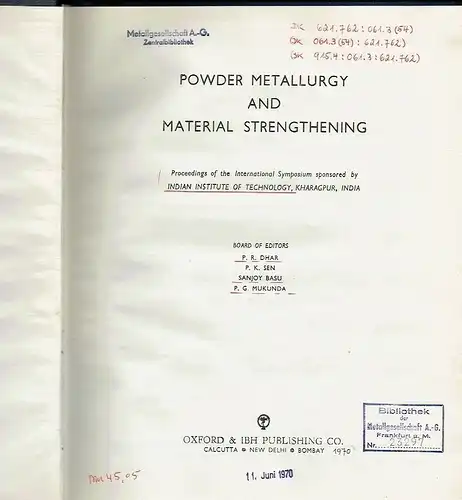 Metallgesellschaft A.-G.
Zentralbibliothek
DK 621.762:061.3(54)
DK 061.3(54):621.762)
DK 915.4:061.3:621.762)
POWDER METALLURGY
AND
MATERIAL STRENGTHENING
Proceedings of the International Symposium sponsored by
INDIAN INSTITUTE OF TECHNOLOGY, KHARAGPUR, INDIA
BOARD OF EDITORS
P. R. DHAR
P. K. SEN
SANJOY BASU
P. G. MUKUNDA
OXFORD & IBH PUBLISHING CO.
CALCUTTA • NEW DELHI • BOMBAY 1970
Bibliothek
der
Metallgesellschaft A.-G.
Frankfurt a. M.
Nr. 23297
45,05
11. Juni 1970